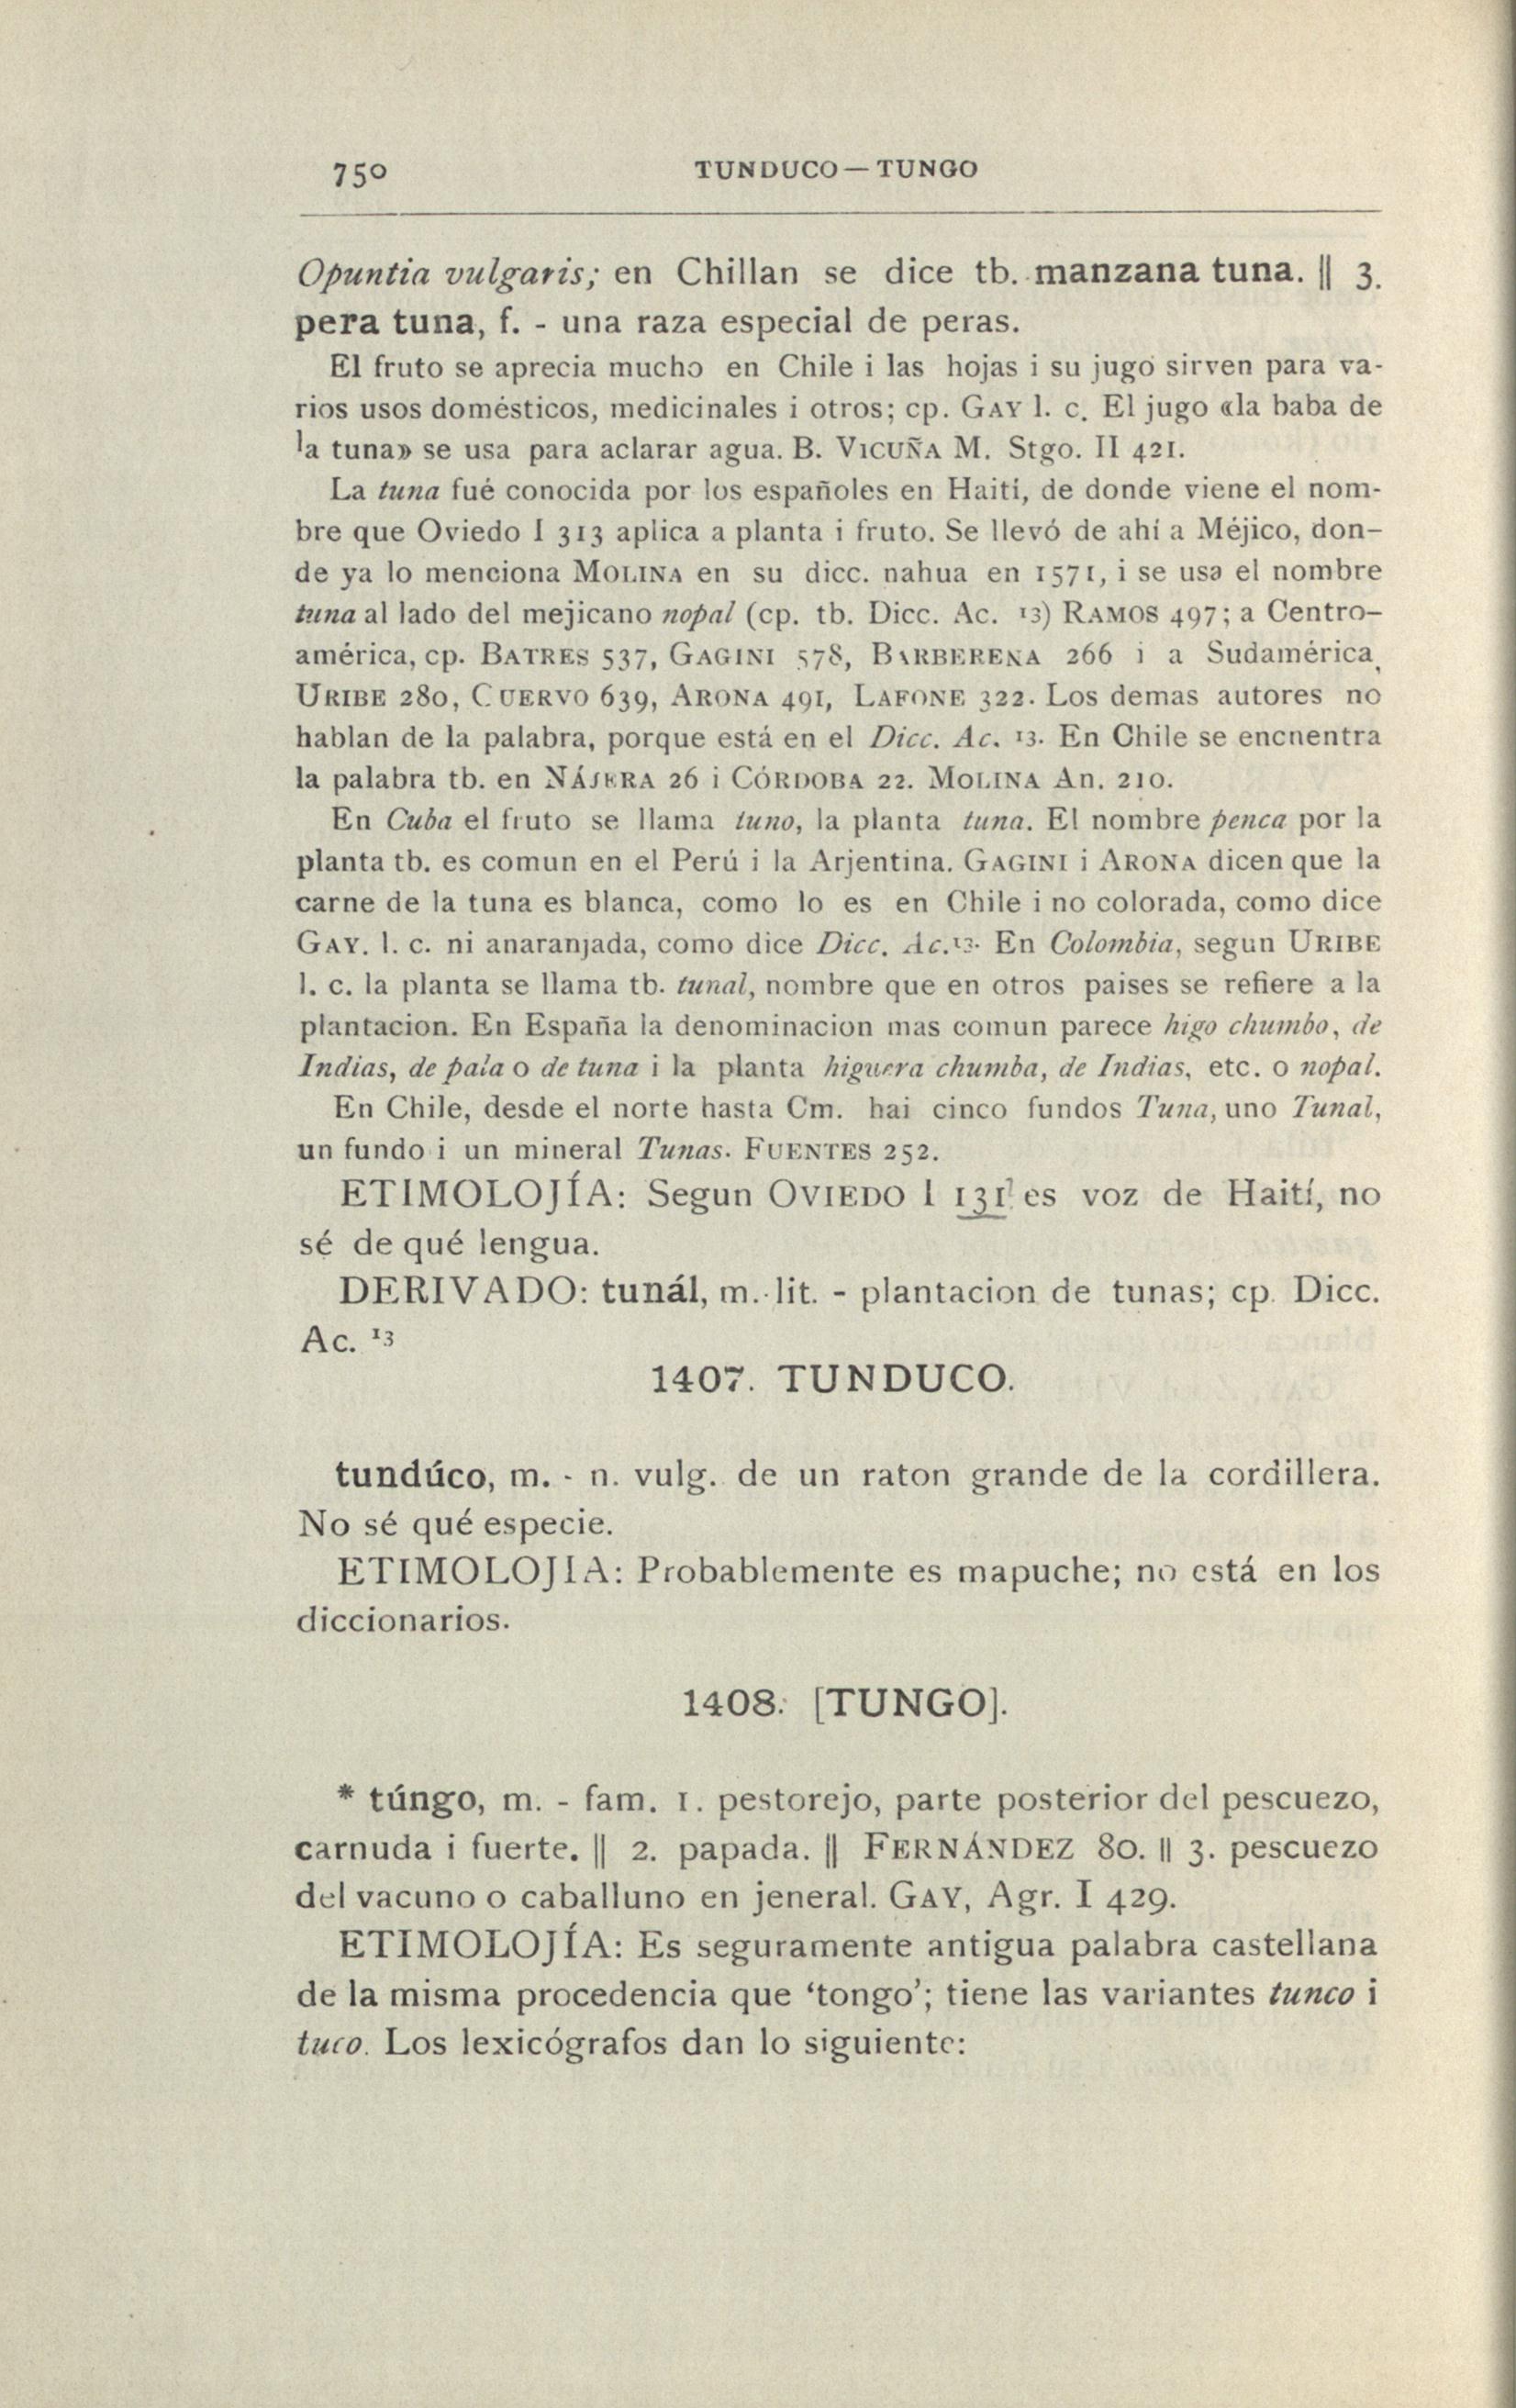 750 TUNDUCO — TUNGO
Opuntia vulgaris; en Chillan se dice tb. manzana tuna. || 3.
pera tuna, f. - una raza especial de peras.
El fruto se aprecia mucho en Chile i las hojas i su jugo sirven para va-
rios usos domésticos, medicinales i otros; cp. GAY l. c. El jugo «la baba de
la tuna» se usa para aclarar agua. B. VICUÑA M. Stgo. II 421.
La tuna fué conocida por los españoles en Haití, de donde viene el nom-
bre que Oviedo I 313 aplica a planta i fruto. Se llevó de ahí a Méjico, don-
de ya lo menciona MOLINA en su dicc. nahua en 1571, i se usa el nombre
tuna al lado del mejicano nopal (cp. tb. Dicc. Ac. 13) RAMOS 497; a Centro-
américa, cp. BATRES 537, GAGINI 578, BARBERENA 266 i a Sudamérica,
URIBE 280, CUERVO 639, ARONA 491, LAFONE 322. Los demas autores no
hablan de la palabra, porque está en el Dicc. Ac. 13. En Chile se encnentra
la palabra tb. en NÁJERA 26 i CÓRDOBA 22. MOLINA An. 210.
En Cuba el fruto se llama tuno, la planta tuna. El nombre penca por la
planta tb. es comun en el Perú i la Arjentina. GAGINI i ARONA dicen que la
carne de la tuna es blanca, como lo es en Chile i no colorada, como dice
GAY. l. c. ni anaranjada, como dice Dicc. Ac. 13. En Colombia, segun URIBE
l. c. la planta se llama tb. tunal, nombre que en otros paises se refiere a la
plantacion. En España la denominacion mas comun parece higo chumbo, de
Indias, de pala o de tuna i la planta higuera chumba, de Indias, etc. o nopal.
En Chile, desde el norte hasta Cm. hai cinco fundos Tuna, uno Tunal,
un fundo i un mineral Tunas. FUENTES 252.
ETIMOLOJÍA: Segun OVIEDO I 131 es voz de Haití, no
sé de qué lengua.
DERIVADO: tunál, m. lit. - plantacion de tunas; cp. Dicc.
Ac. 13
1407. TUNDUCO.
tundúco, m. - n. vulg. de un raton grande de la cordillera.
No sé qué especie.
ETIMOLOJIA: Probablemente es mapuche; no está en los
diccionarios.
1408. [TUNGO].
* túngo, m. - fam. 1. pestorejo, parte posterior del pescuezo,
carnuda i fuerte. || 2. papada. || FERNÁNDEZ 80. || 3. pescuezo
del vacuno o caballuno en jeneral. GAY, Agr. I 429.
ETIMOLOJÍA: Es seguramente antigua palabra castellana
de la misma procedencia que ‘tongo’; tiene las variantes tunco i
tuco. Los lexicógrafos dan lo siguiente: